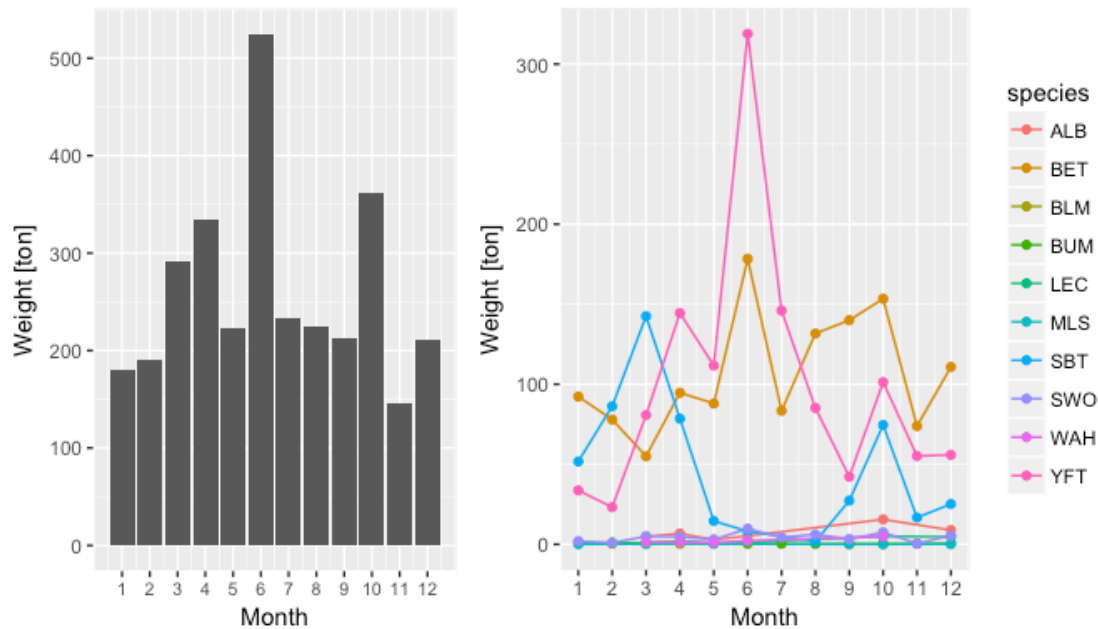 500
400
300
200
100
0
Weight [ton]
1 2 3 4 5 6 7 8 9 10 11 12
Month
300
200
100
0
Weight [ton]
1 2 3 4 5 6 7 8 9 10 11 12
Month
species
ALB
BET
BLM
BUM
LEC
MLS
SBT
SWO
WAH
YFT